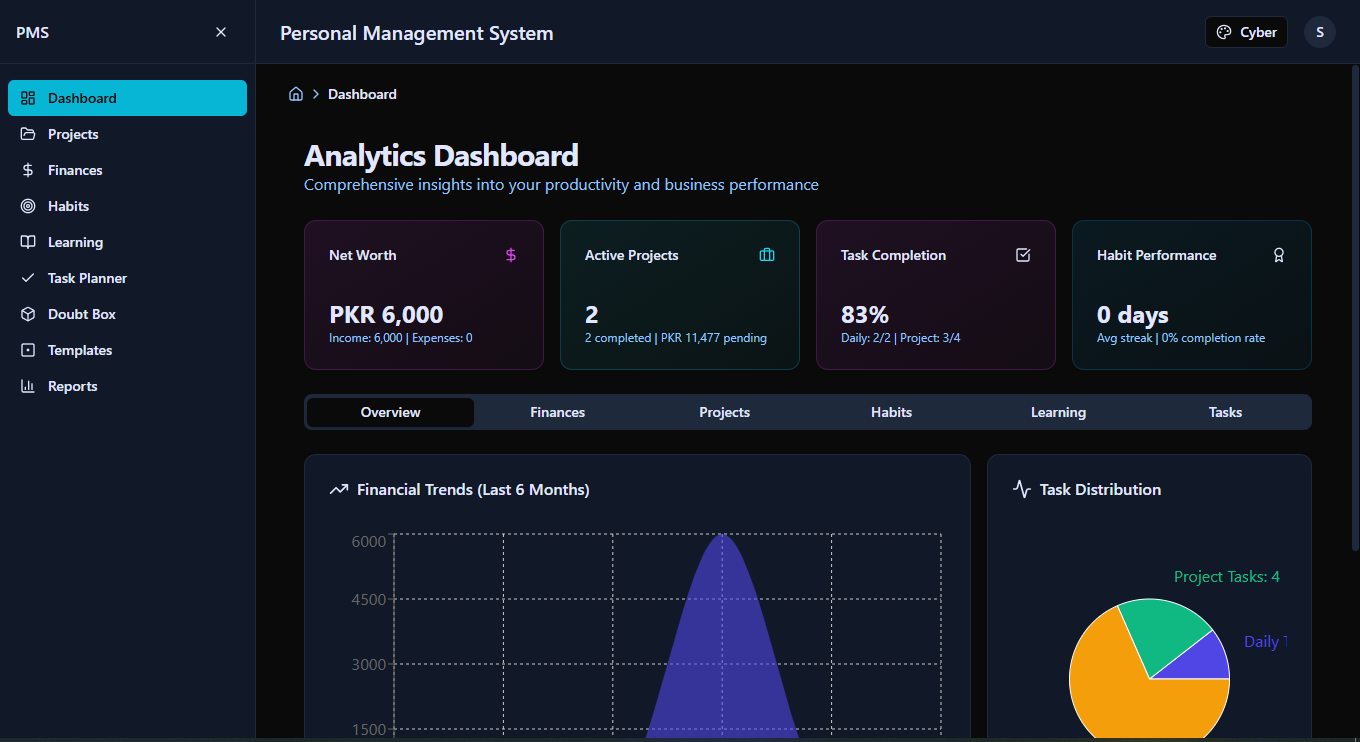 PMS
Personal Management System
Cyber
S
Dashboard
Projects
Finances
Habits
Learning
Task Planner
Doubt Box
Templates
Reports
Dashboard
Analytics Dashboard
Comprehensive insights into your productivity and business performance
Net Worth
PKR 6,000
Income: 6,000 | Expenses: 0
Active Projects
2
2 completed | PKR 11,477 pending
Task Completion
83%
Daily: 2/2 | Project: 3/4
Habit Performance
0 days
Avg streak | 0% completion rate
Overview Finances Projects Habits Learning Tasks
Financial Trends (Last 6 Months)
6000
4500
3000
1500
Task Distribution
Project Tasks: 4
Daily